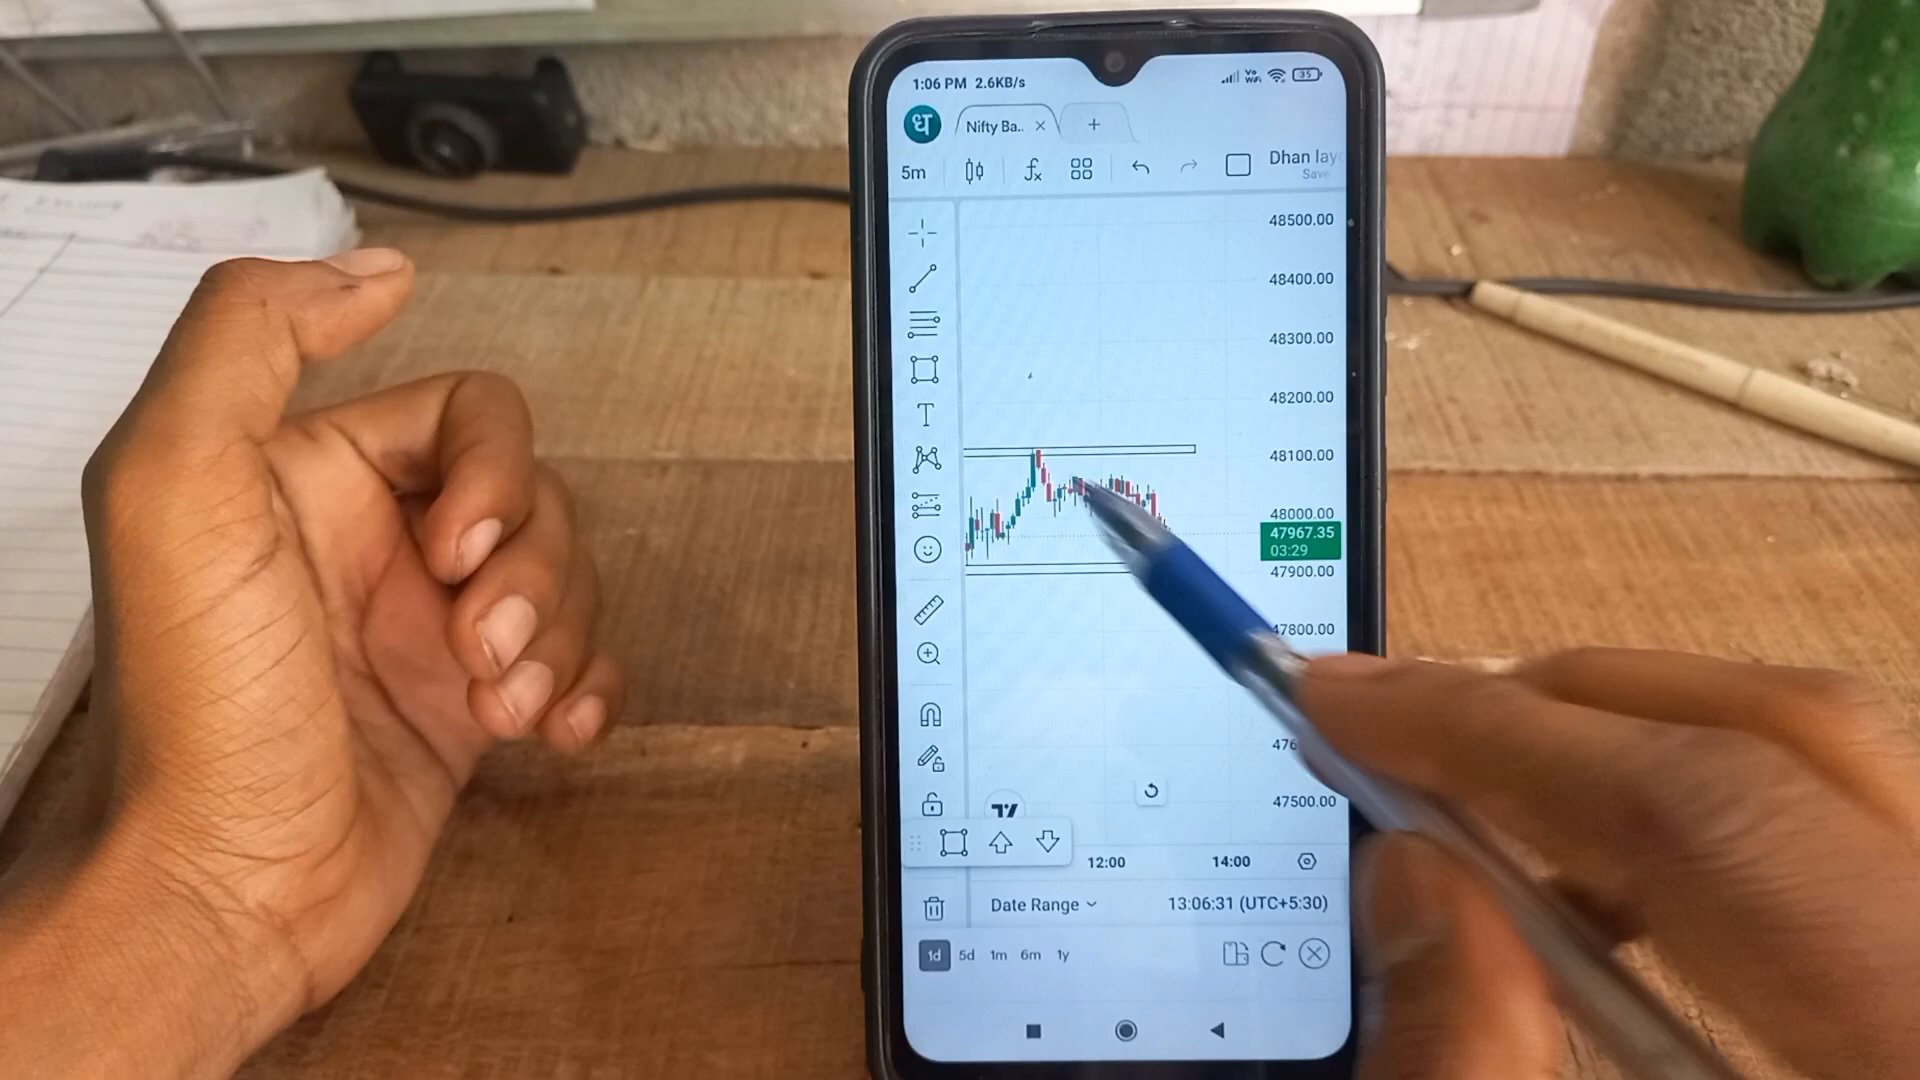 1:06 PM 2.6KB/s
Vo
WiFi
35
ध
Nifty Ba..
5m
Dhan lay
Save
48500.00
48400.00
48300.00
48200.00
48100.00
48000.00
47967.35
03:29
47900.00
47800.00
47500.00
12:00 14:00
Date Range 13:06:31 (UTC+5:30)
1d 5d 1m 6m 1y